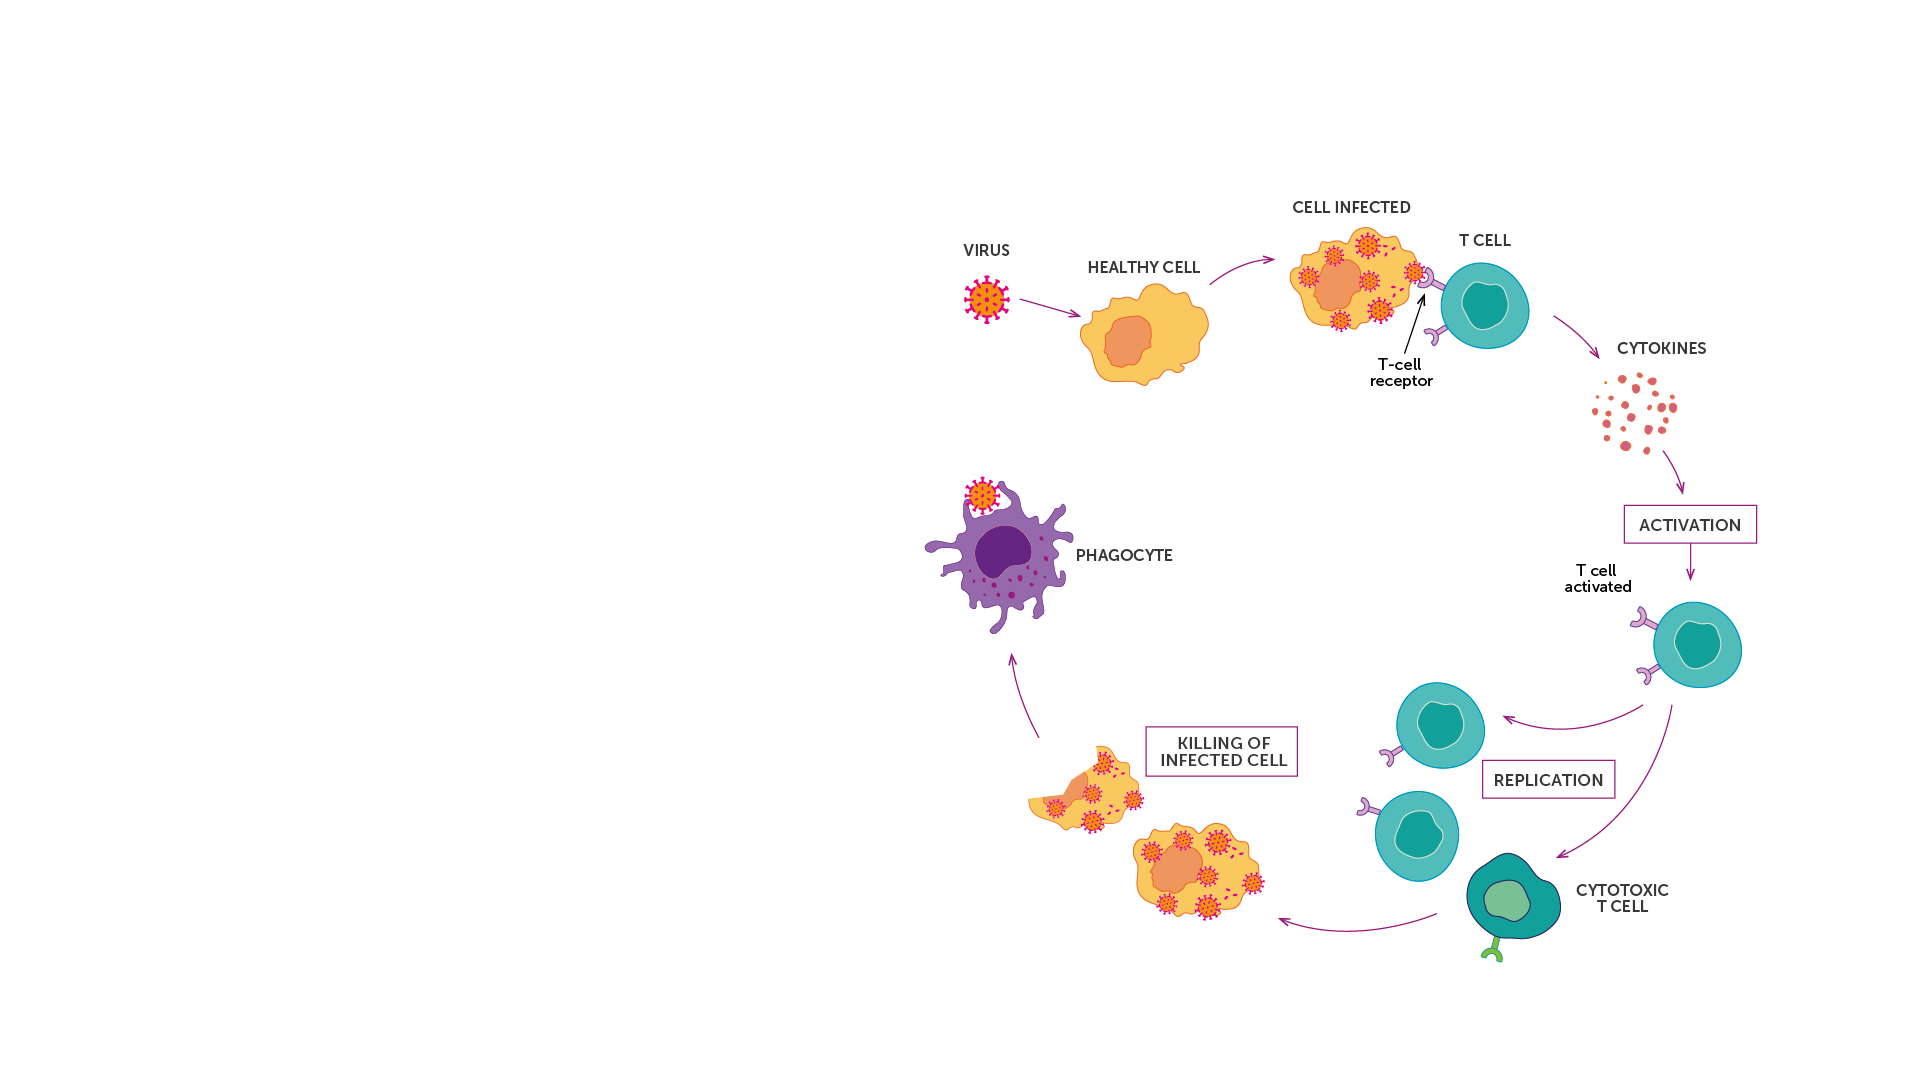 CELL INFECTED
VIRUS
T CELL
HEALTHY CELL
CYTOKINES
T-cell
receptor
ACTIVATION
PHAGOCYTE
T cell
activated
KILLING OF
INFECTED CELL
REPLICATION
CYTOTOXIC
T CELL